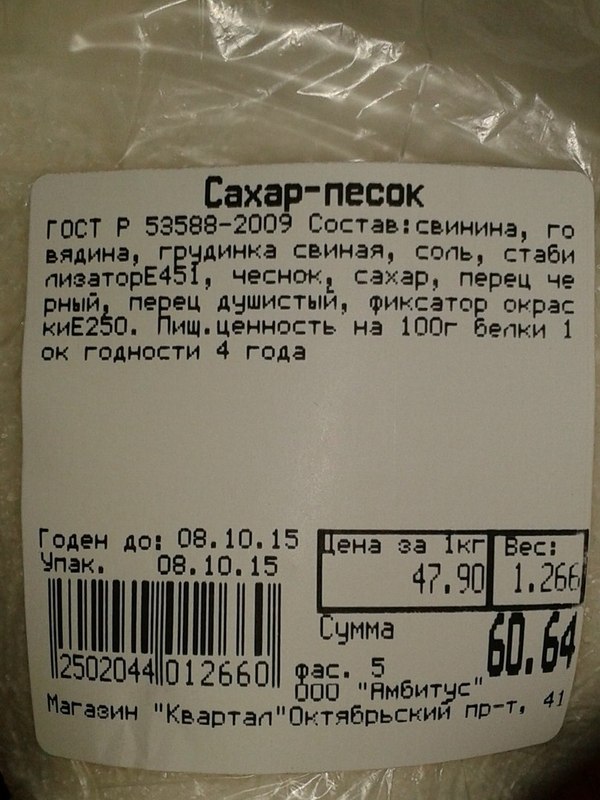 Сахар-песок
ГОСТ Р 53588-2009 Состав:свинина, го
вядина, грудинка свиная, соль, стаби
лизаторЕ451, чеснок, сахар, перец че
рный, перец душистый, фиксатор окрас
киЕ250. Пищ.ценность на 100г белки 1
ок годности 4 года
Годен до: 08.10.15
Упак. 08.10.15
Цена за 1кг Вес:
47.90 1.266
Сумма 60.64
2502044 012660
фас. 5
ООО "Амбитус"
Магазин "Квартал"Октябрьский пр-т, 41